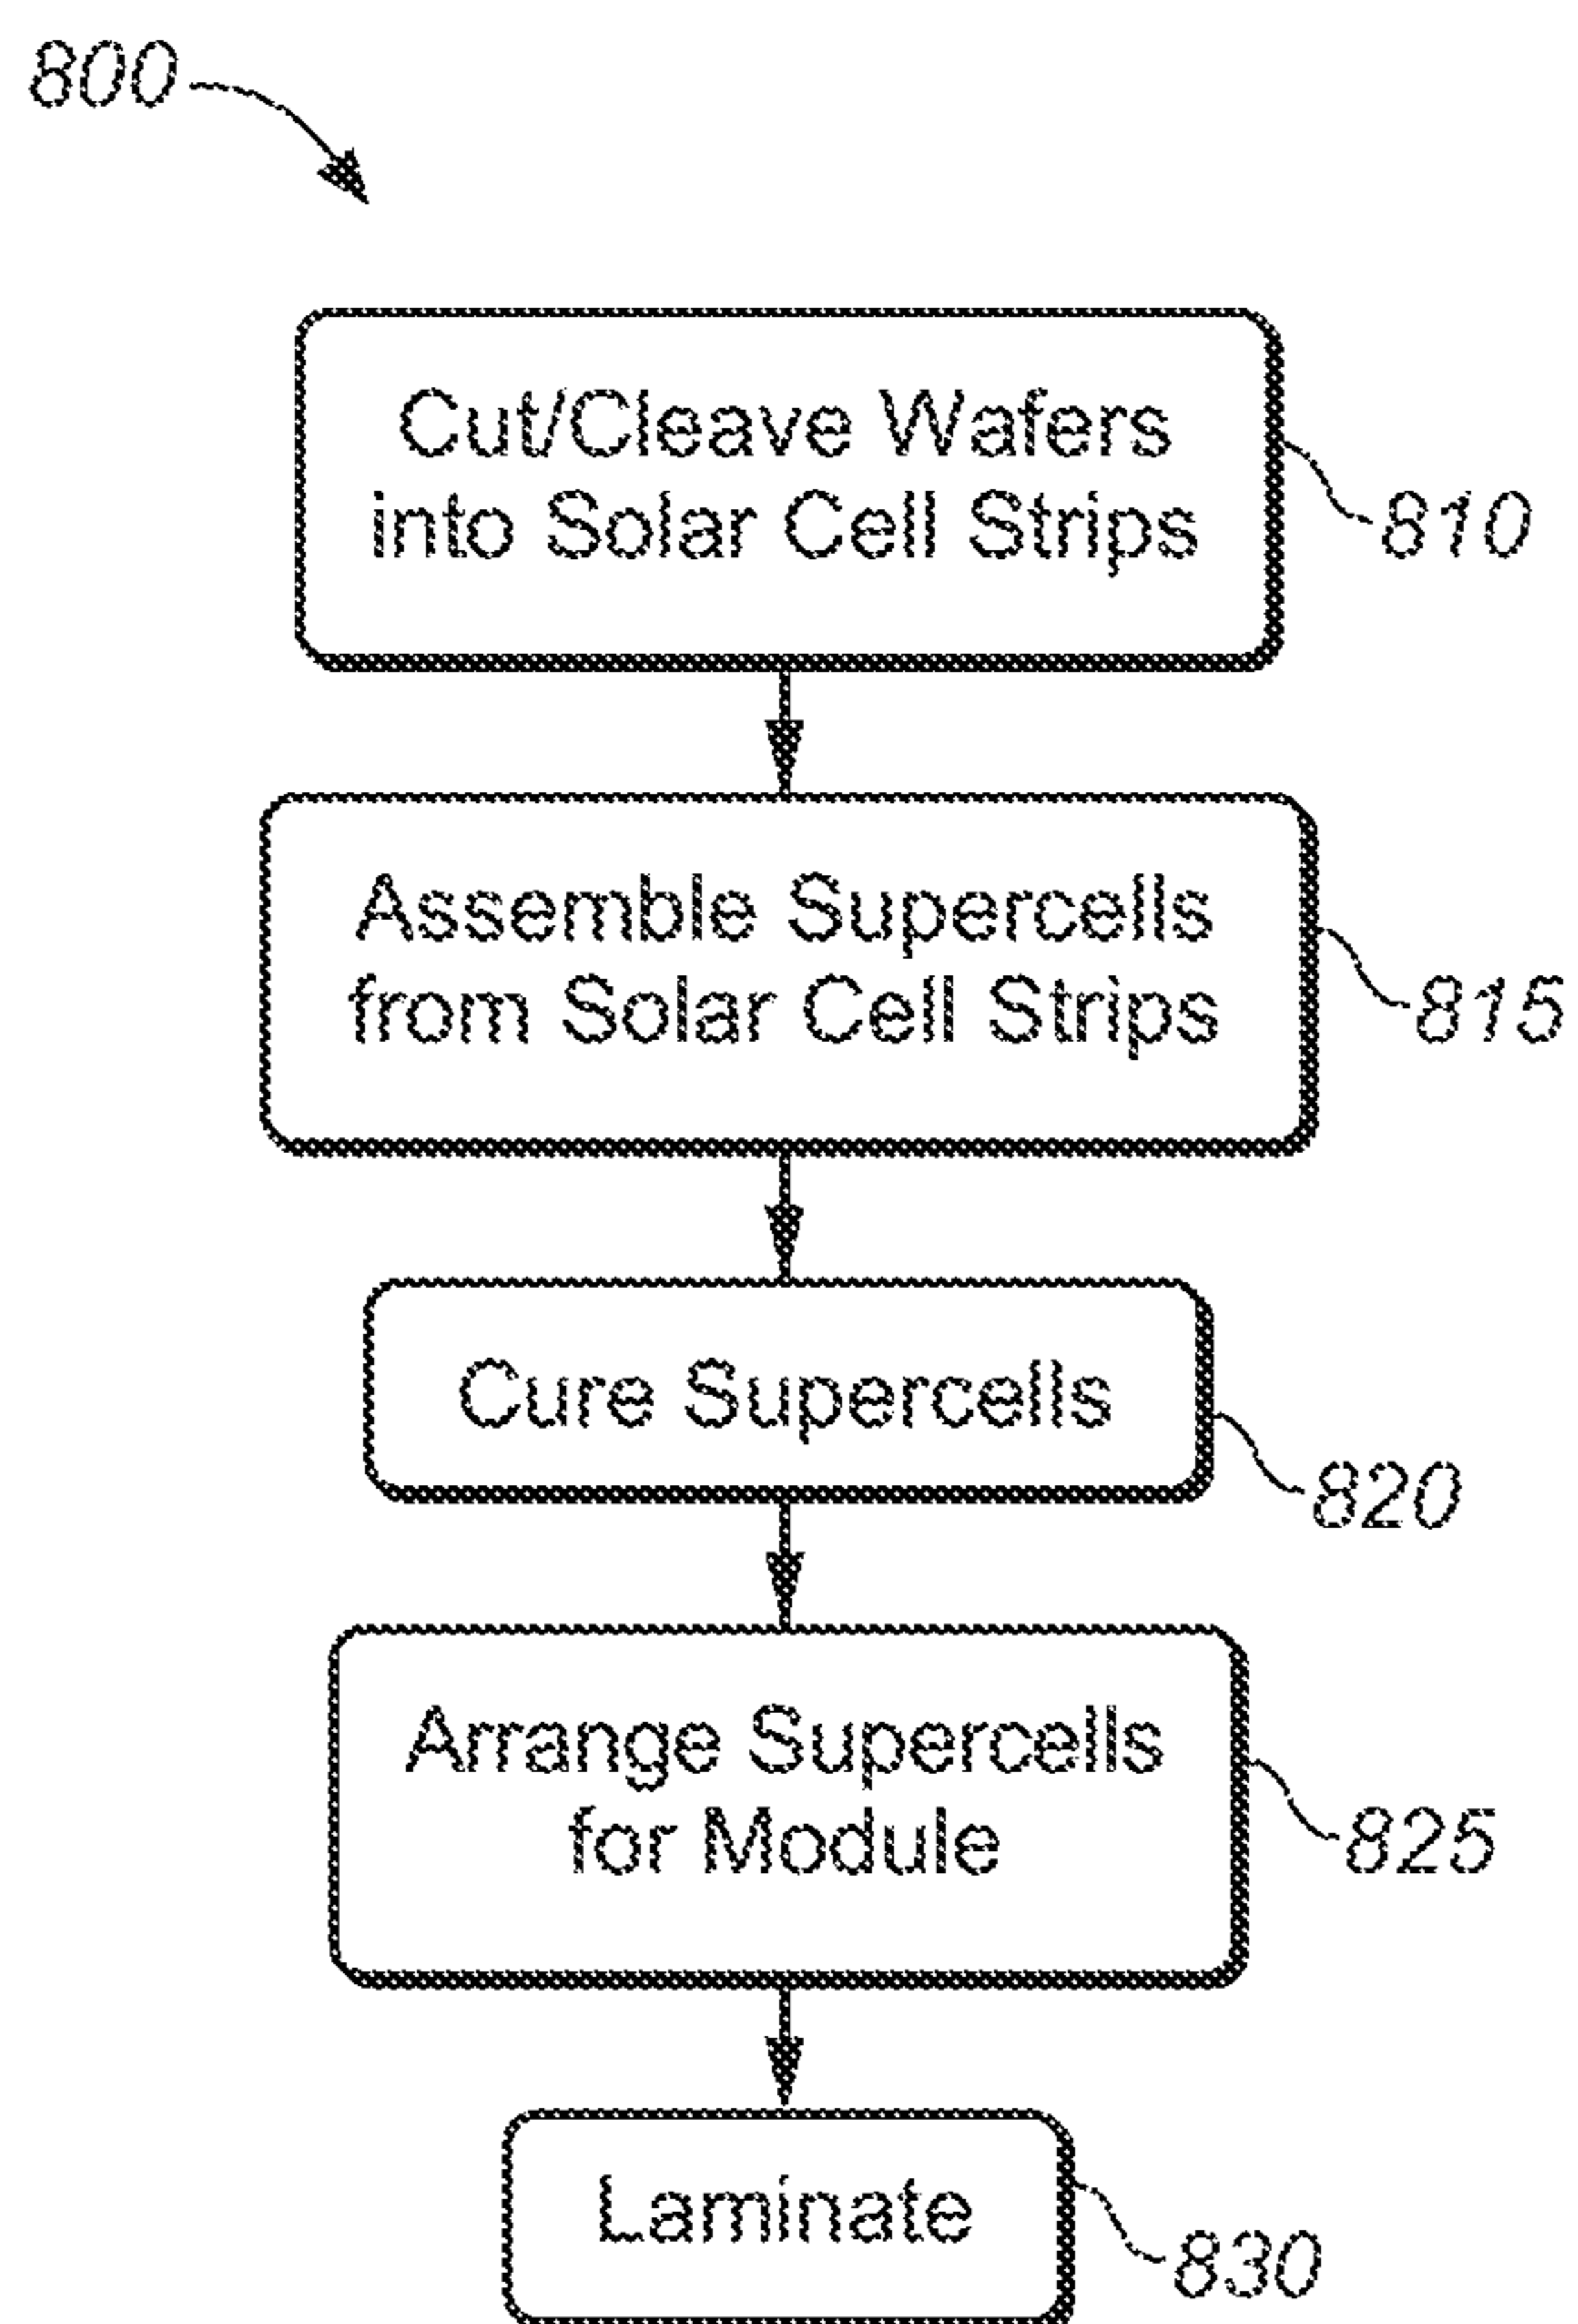 800
Cut/Cleave Wafers
into Solar Cell Strips
810
Assemble Supercells
from Solar Cell Strips
815
Cure Supercells
820
Arrange Supercells
for Module
825
Laminate
830